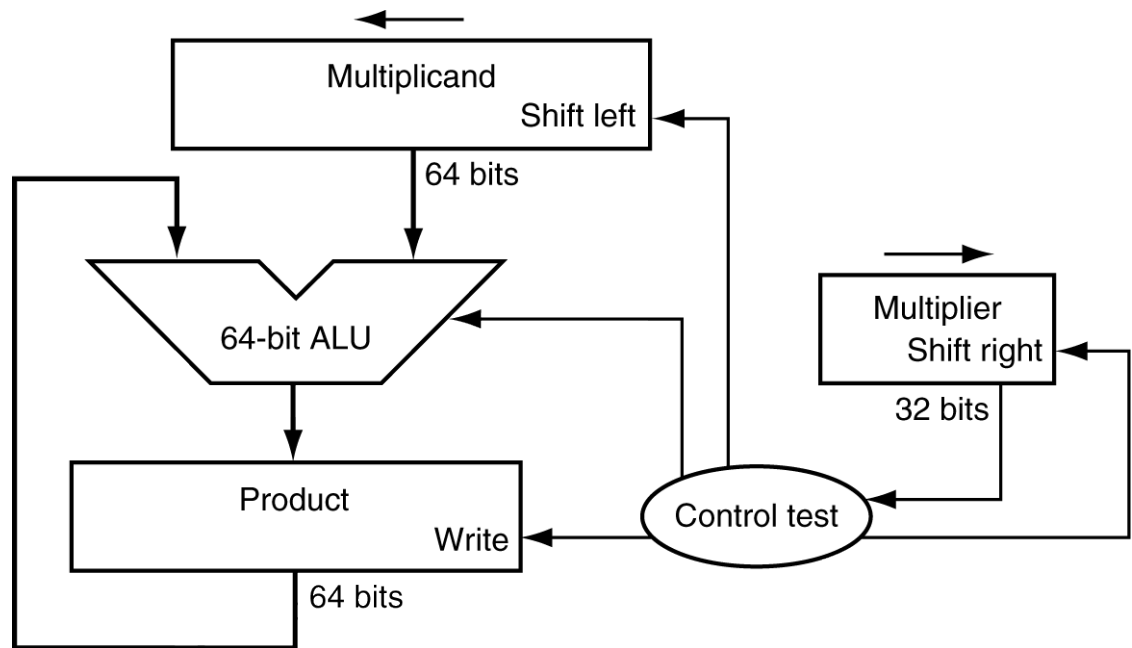 Multiplicand
Shift left
64 bits
64-bit ALU
Multiplier
Shift right
32 bits
Product
Write
Control test
64 bits